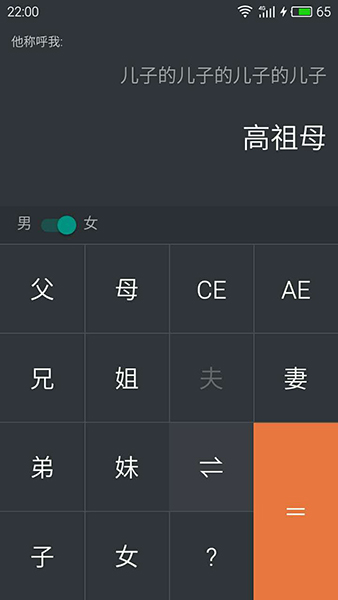 22:00 4G 65
他称呼我:
儿子的儿子的儿子的儿子
高祖母
男 女
父 母 CE AE
兄 姐 夫 妻
弟 妹 ⇌
子 女 ? =